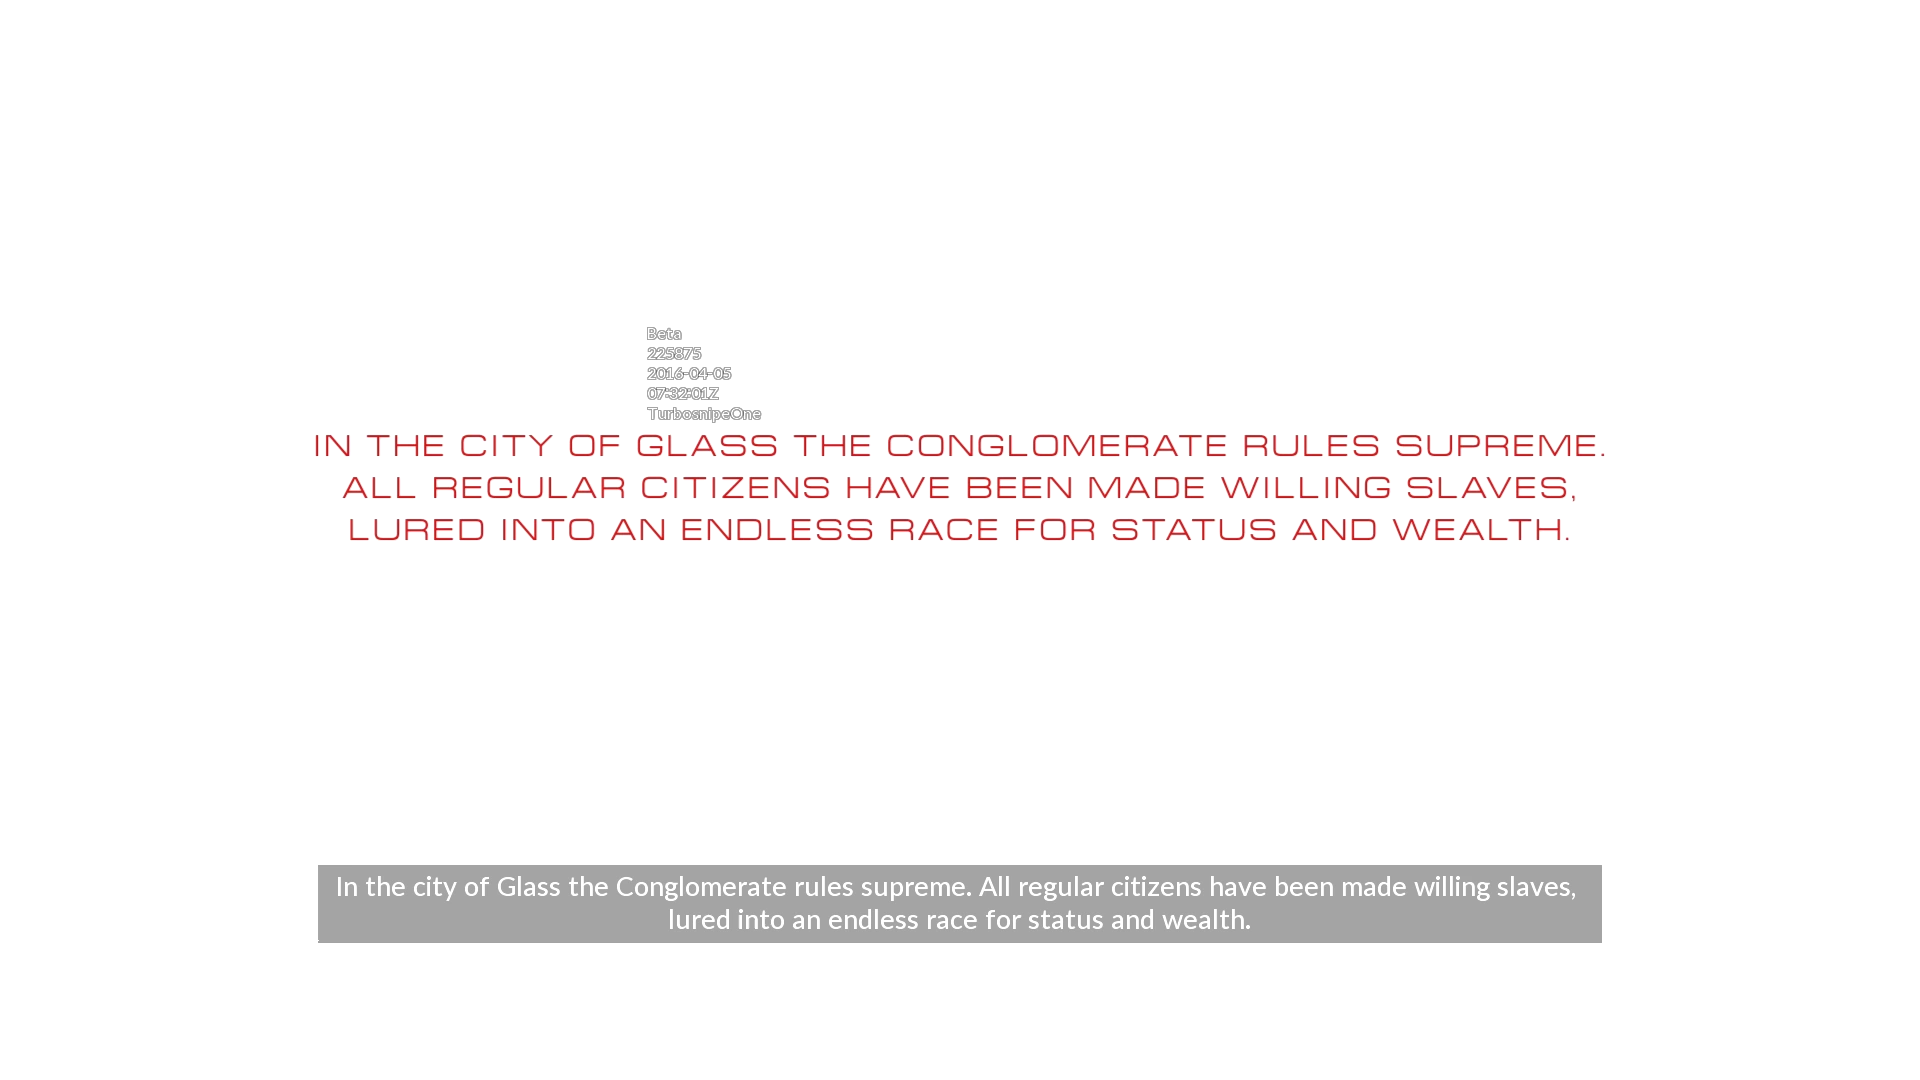 Beta
225875
2016-04-05
07:32:01Z
TurbosnipeOne
IN THE CITY OF GLASS THE CONGLOMERATE RULES SUPREME.
ALL REGULAR CITIZENS HAVE BEEN MADE WILLING SLAVES,
LURED INTO AN ENDLESS RACE FOR STATUS AND WEALTH.
In the city of Glass the Conglomerate rules supreme. All regular citizens have been made willing slaves,
lured into an endless race for status and wealth.